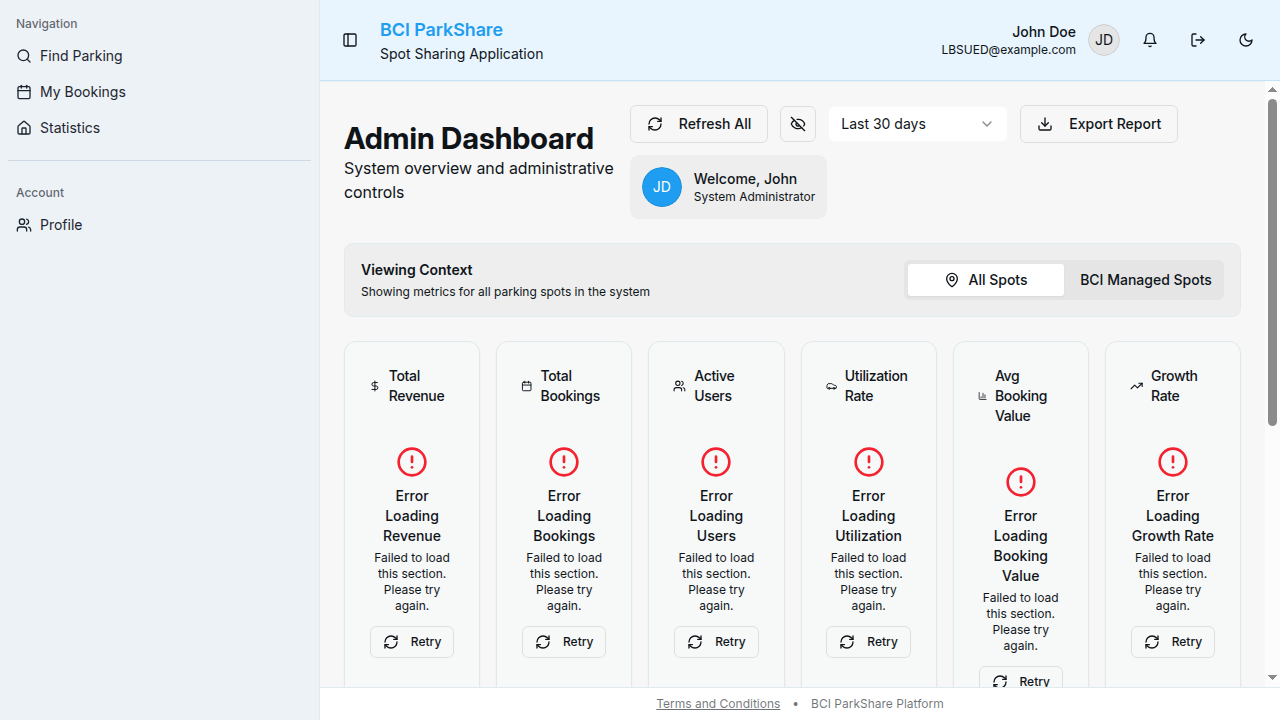 Navigation
Find Parking
My Bookings
Statistics
Account
Profile
BCI ParkShare
Spot Sharing Application
John Doe
LBSUED@example.com
JD
Admin Dashboard
System overview and administrative
controls
Refresh All
Last 30 days
Export Report
JD
Welcome, John
System Administrator
Viewing Context
Showing metrics for all parking spots in the system
All Spots
BCI Managed Spots
Total
Revenue
Error
Loading
Revenue
Failed to load
this section.
Please try
again.
Retry
Total
Bookings
Error
Loading
Bookings
Failed to load
this section.
Please try
again.
Retry
Active
Users
Error
Loading
Users
Failed to load
this section.
Please try
again.
Retry
Utilization
Rate
Error
Loading
Utilization
Failed to load
this section.
Please try
again.
Retry
Avg
Booking
Value
Error
Loading
Booking
Value
Failed to load
this section.
Please try
again.
Retry
Growth
Rate
Error
Loading
Growth Rate
Failed to load
this section.
Please try
again.
Retry
Terms and Conditions • BCI ParkShare Platform